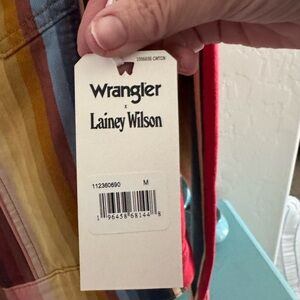 Wrangler
x
Lainey Wilson
112360690 M
1 96458 68144 8